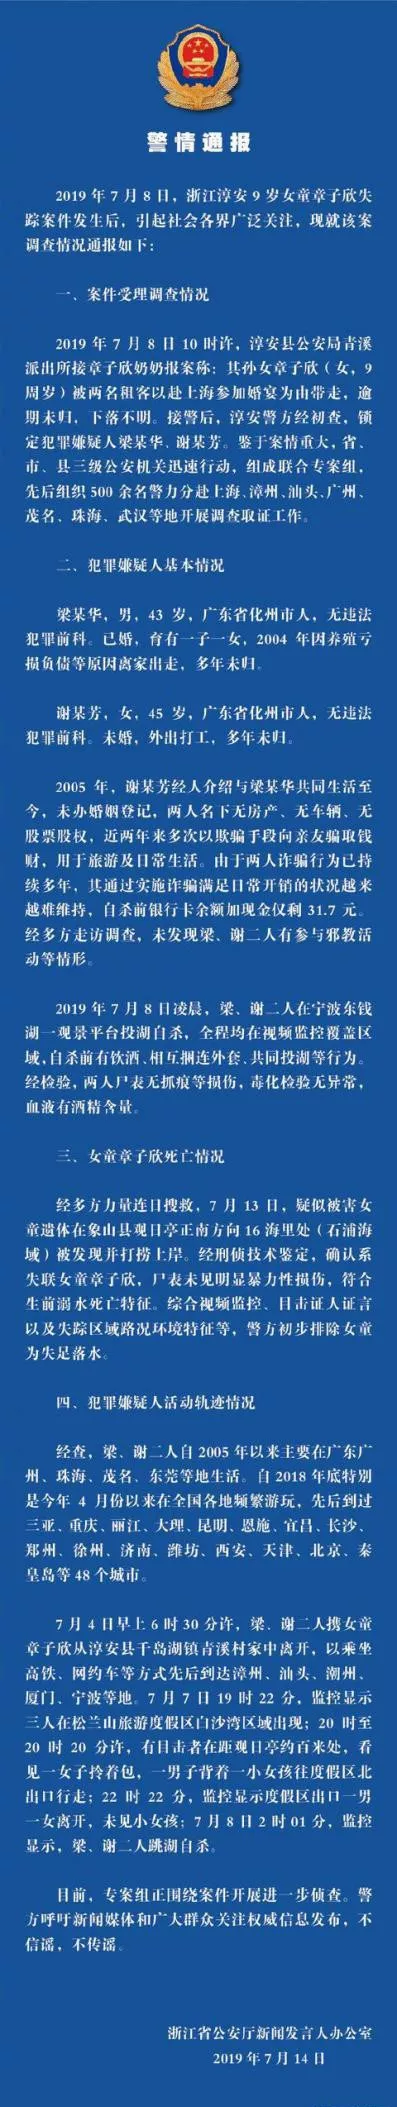 警情通报
2019 年 7 月 8 日，浙江淳安 9 岁女童章子欣失
踪案件发生后，引起社会各界广泛关注，现就该案
调查情况通报如下：
一、案件受理调查情况
2019 年 7 月 8 日 10 时许，淳安县公安局青溪
派出所接章子欣奶奶报案称：其孙女章子欣（女，9
周岁）被两名租客以赴上海参加婚宴为由带走，逾
期未归，下落不明。接警后，淳安警方经初查，锁
定犯罪嫌疑人梁某华、谢某芳。鉴于案情重大，省、
市、县三级公安机关迅速行动，组成联合专案组，
先后组织 500 余名警力分赴上海、漳州、汕头、广州、
茂名、珠海、武汉等地开展调查取证工作。
二、犯罪嫌疑人基本情况
梁某华，男，43 岁，广东省化州市人，无违法
犯罪前科。已婚，育有一子一女，2004 年因养殖亏
损负债等原因离家出走，多年未归。
谢某芳，女，45 岁，广东省化州市人，无违法
犯罪前科。未婚，外出打工，多年未归。
2005 年，谢某芳经人介绍与梁某华共同生活至
今，未办婚姻登记，两人名下无房产、无车辆、无
股票股权，近两年来多次以欺骗手段向亲友骗取钱
财，用于旅游及日常生活。由于两人诈骗行为已持
续多年，其通过实施诈骗满足日常开销的状况越来
越难维持，自杀前银行卡余额加现金仅剩 31.7 元。
经多方走访调查，未发现梁、谢二人有参与邪教活
动等情形。
2019 年 7 月 8 日凌晨，梁、谢二人在宁波东钱
湖一观景平台投湖自杀，全程均在视频监控覆盖区
域，自杀前有饮酒、相互捆连外套、共同投湖等行为。
经检验，两人尸表无抓痕等损伤，毒化检验无异常，
血液有酒精含量。
三、女童章子欣死亡情况
经多方力量连日搜救，7 月 13 日，疑似被害女
童遗体在象山县观日亭正南方向 16 海里处（石浦海
域）被发现并打捞上岸。经刑侦技术鉴定，确认系
失联女童章子欣，尸表未见明显暴力性损伤，符合
生前溺水死亡特征。综合视频监控、目击证人证言
以及失踪区域路况环境特征等，警方初步排除女童
为失足落水。
四、犯罪嫌疑人活动轨迹情况
经查，梁、谢二人自 2005 年以来主要在广东广
州、珠海、茂名、东莞等地生活。自 2018 年底特别
是今年 4 月份以来在全国各地频繁游玩，先后到过
三亚、重庆、丽江、大理、昆明、恩施、宜昌、长沙、
郑州、徐州、济南、潍坊、西安、天津、北京、秦
皇岛等 48 个城市。
7 月 4 日早上 6 时 30 分许，梁、谢二人携女童
章子欣从淳安县千岛湖镇青溪村家中离开，以乘坐
高铁、网约车等方式先后到达漳州、汕头、潮州、
厦门、宁波等地。7 月 7 日 19 时 22 分，监控显示
三人在松兰山旅游度假区白沙湾区域出现；20 时至
20 时 20 分许，有目击者在距观日亭约百米处，看
见一女子拎着包，一男子背着一小女孩往度假区北
出口行走；22 时 22 分，监控显示度假区出口一男
一女离开，未见小女孩；7 月 8 日 2 时 01 分，监控
显示，梁、谢二人跳湖自杀。
目前，专案组正围绕案件开展进一步侦查。警
方呼吁新闻媒体和广大群众关注权威信息发布，不
信谣，不传谣。
浙江省公安厅新闻发言人办公室
2019 年 7 月 14 日